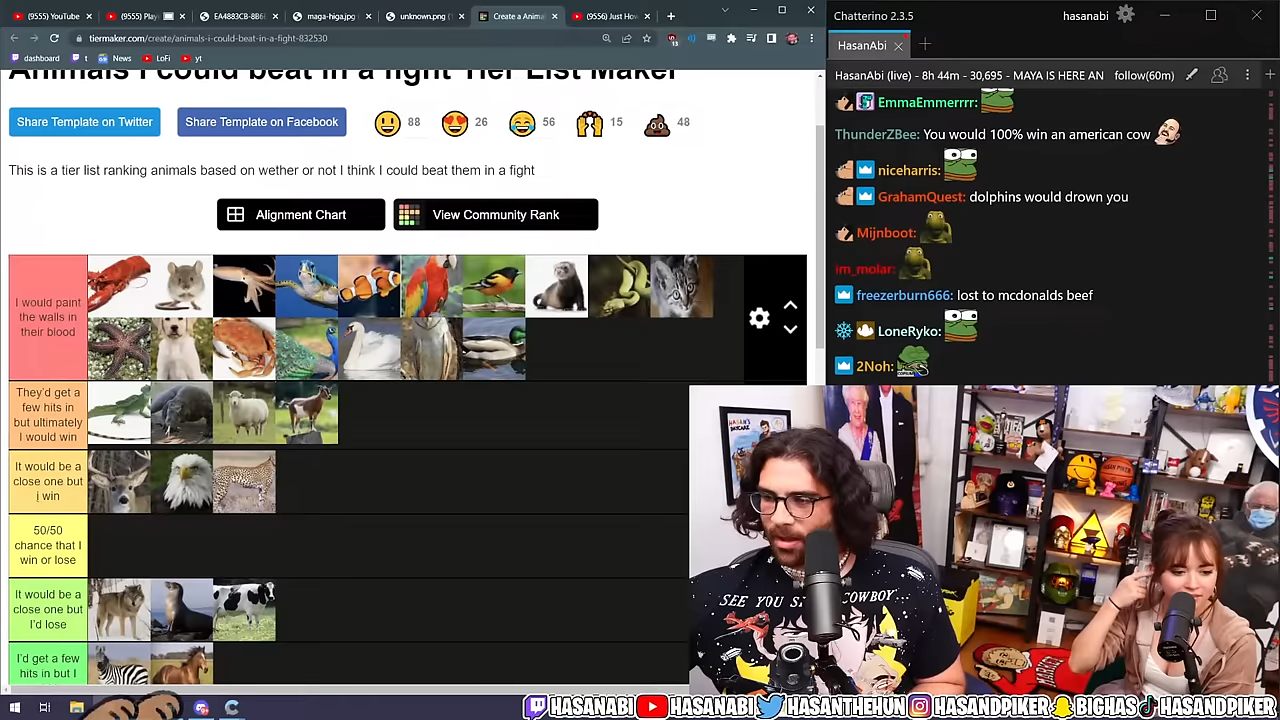 (9555) YouTube
(9555) Play
EA4883CB-8B6
maga-higa.jpg
unknown.png
Create a Anima
(9556) Just How
tiermaker.com/create/animals-i-could-beat-in-a-fight-832530
dashboard
t
News
LoFi
yt
Animals I could beat in a fight Tier List Maker
Share Template on Twitter
Share Template on Facebook
88
26
56
15
48
This is a tier list ranking animals based on wether or not I think I could beat them in a fight
Alignment Chart
View Community Rank
I would paint
the walls in
their blood
They'd get a
few hits in
but ultimately
I would win
It would be a
close one but
i win
50/50
chance that I
win or lose
It would be a
close one but
I'd lose
I'd get a few
hits in but I
Chatterino 2.3.5
hasanabi
HasanAbi
HasanAbi (live) - 8h 44m - 30,695 - MAYA IS HERE AN
follow(60m)
EmmaEmmerrrr:
ThunderZBee: You would 100% win an american cow
niceharris:
GrahamQuest: dolphins would drown you
Mijnboot:
im_molar:
freezerburn666: lost to mcdonalds beef
LoneRyko:
2Noh:
HASAN'S
SEE YOU SP COWBOY...
HASANABI
HASANABI
HASANTHEHUN
HASANDPIKER
BIGHAS
HASANDPIKER